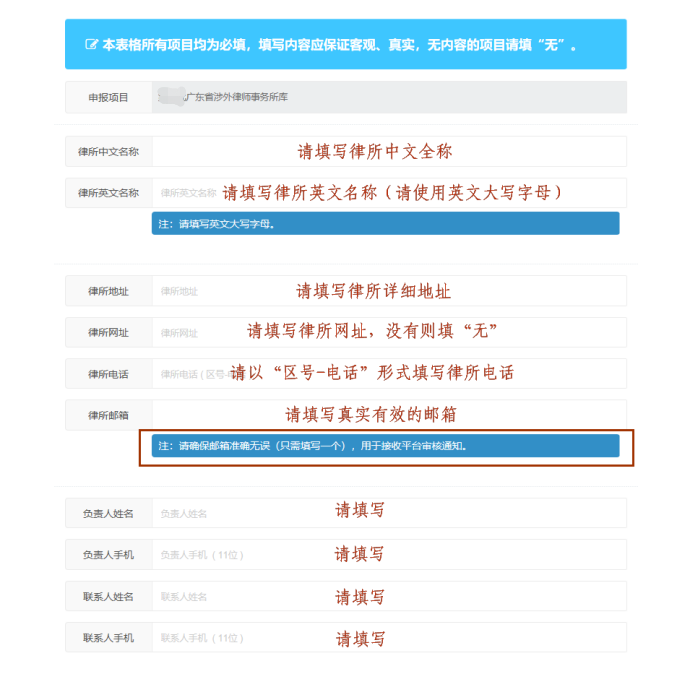 本表格所有项目均为必填，填写内容应保证客观、真实，无内容的项目请填“无”。
申报项目 广东省涉外律师事务所库
律所中文名称 请填写律所中文全称
律所英文名称 律所英文名称 请填写律所英文名称（请使用英文大写字母）
注：请填写英文大写字母。
律所地址 律所地址 请填写律所详细地址
律所网址 律所网址 请填写律所网址，没有则填“无”
律所电话 律所电话（区号- 请以“区号-电话”形式填写律所电话
律所邮箱 请填写真实有效的邮箱
注：请确保邮箱准确无误（只需填写一个），用于接收平台审核通知。
负责人姓名 负责人姓名 请填写
负责人手机 负责人手机（11位） 请填写
联系人姓名 联系人姓名 请填写
联系人手机 联系人手机（11位） 请填写